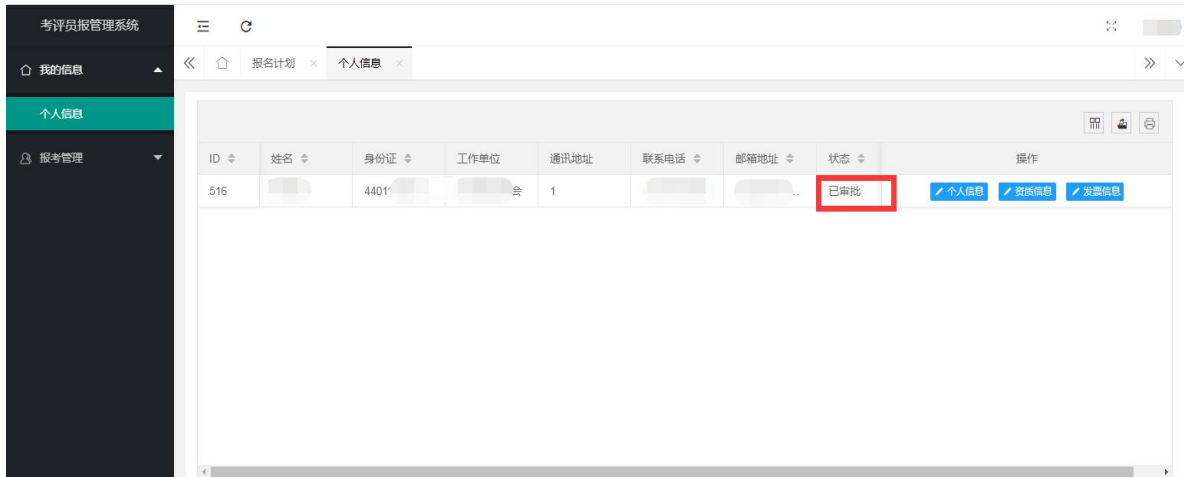 考评员报管理系统
我的信息
报名计划 个人信息
个人信息
报考管理
ID 姓名 身份证 工作单位 通讯地址 联系电话 邮箱地址 状态 操作
516 4401 会 1 .. 已审批 个人信息 资质信息 发票信息